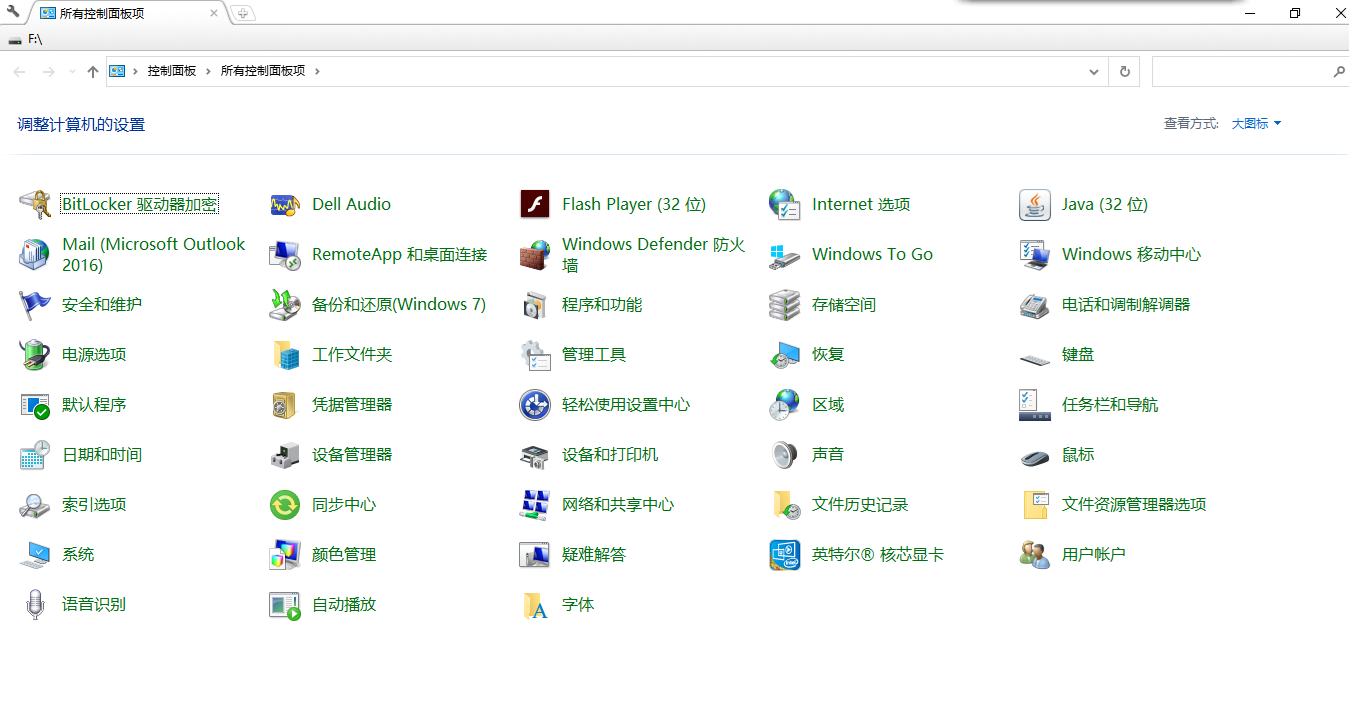 所有控制面板项
F:\
控制面板 所有控制面板项
调整计算机的设置
查看方式: 大图标
BitLocker 驱动器加密
Dell Audio
Flash Player (32 位)
Internet 选项
Java (32 位)
Mail (Microsoft Outlook
2016)
RemoteApp 和桌面连接
Windows Defender 防火
墙
Windows To Go
Windows 移动中心
安全和维护
备份和还原(Windows 7)
程序和功能
存储空间
电话和调制解调器
电源选项
工作文件夹
管理工具
恢复
键盘
默认程序
凭据管理器
轻松使用设置中心
区域
任务栏和导航
日期和时间
设备管理器
设备和打印机
声音
鼠标
索引选项
同步中心
网络和共享中心
文件历史记录
文件资源管理器选项
系统
颜色管理
疑难解答
英特尔® 核芯显卡
用户帐户
语音识别
自动播放
字体